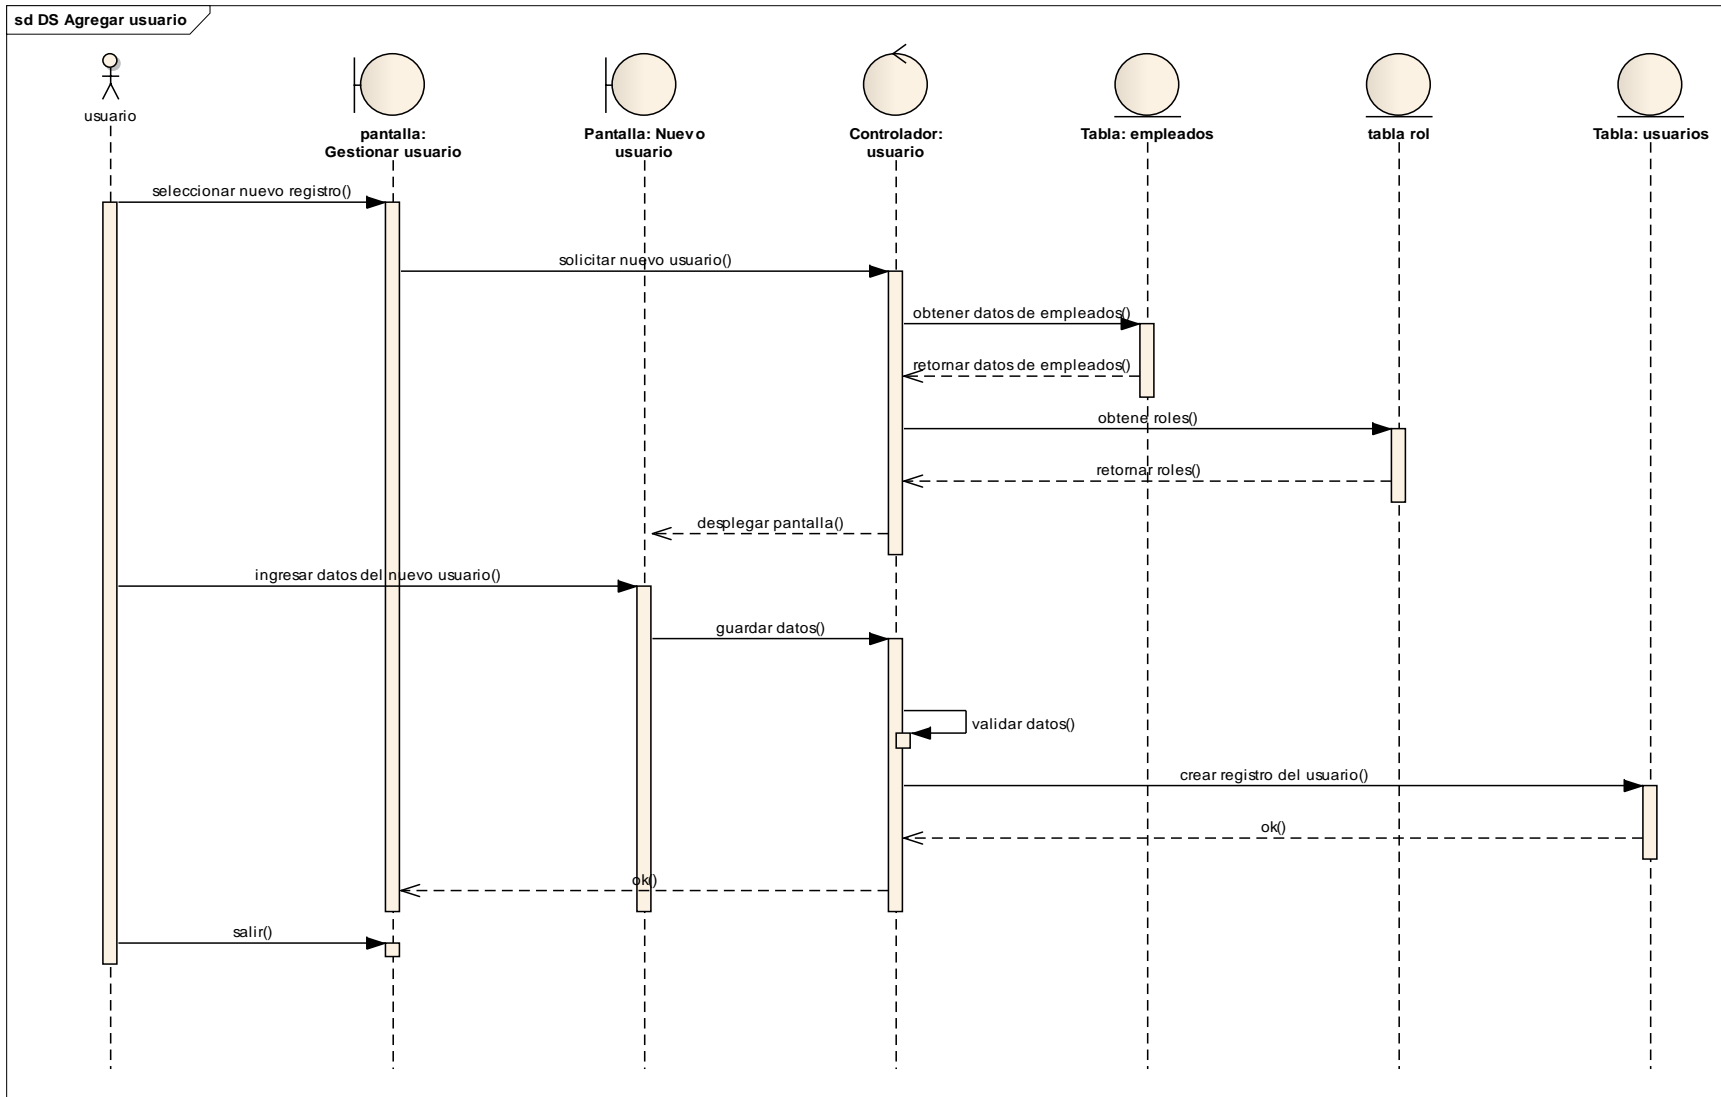 sd DS Agregar usuario
usuario
pantalla:
Gestionar usuario
Pantalla: Nuevo
usuario
Controlador:
usuario
Tabla: empleados
tabla rol
Tabla: usuarios
seleccionar nuevo registro()
solicitar nuevo usuario()
obtener datos de empleados()
retornar datos de empleados()
obtene roles()
retornar roles()
desplegar pantalla()
ingresar datos del nuevo usuario()
guardar datos()
validar datos()
crear registro del usuario()
ok()
ok()
salir()